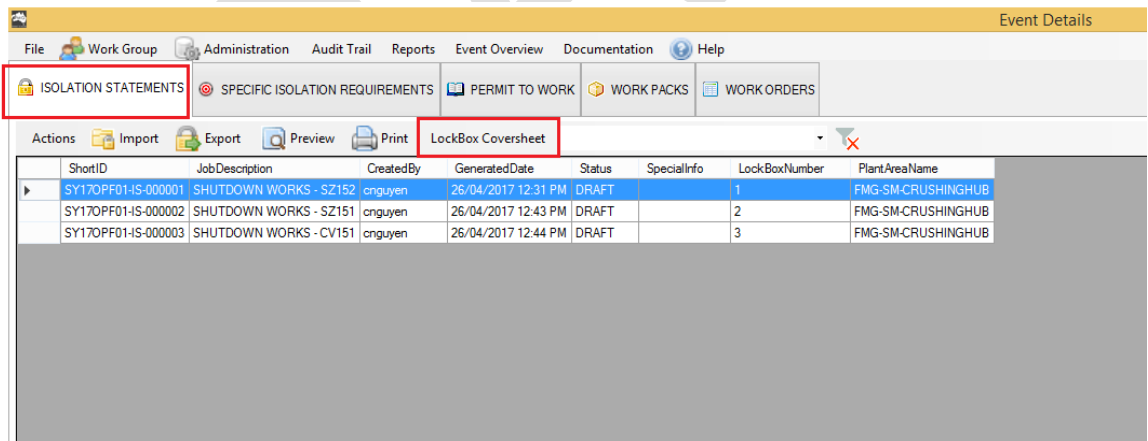 Event Details
File Work Group Administration Audit Trail Reports Event Overview Documentation Help
ISOLATION STATEMENTS SPECIFIC ISOLATION REQUIREMENTS PERMIT TO WORK WORK PACKS WORK ORDERS
Actions Import Export Preview Print LockBox Coversheet
ShortID JobDescription CreatedBy GeneratedDate Status SpecialInfo LockBoxNumber PlantAreaName
SY17OPF01-IS-000001 SHUTDOWN WORKS - SZ152 cnguyen 26/04/2017 12:31 PM DRAFT 1 FMG-SM-CRUSHINGHUB
SY17OPF01-IS-000002 SHUTDOWN WORKS - SZ151 cnguyen 26/04/2017 12:43 PM DRAFT 2 FMG-SM-CRUSHINGHUB
SY17OPF01-IS-000003 SHUTDOWN WORKS - CV151 cnguyen 26/04/2017 12:44 PM DRAFT 3 FMG-SM-CRUSHINGHUB